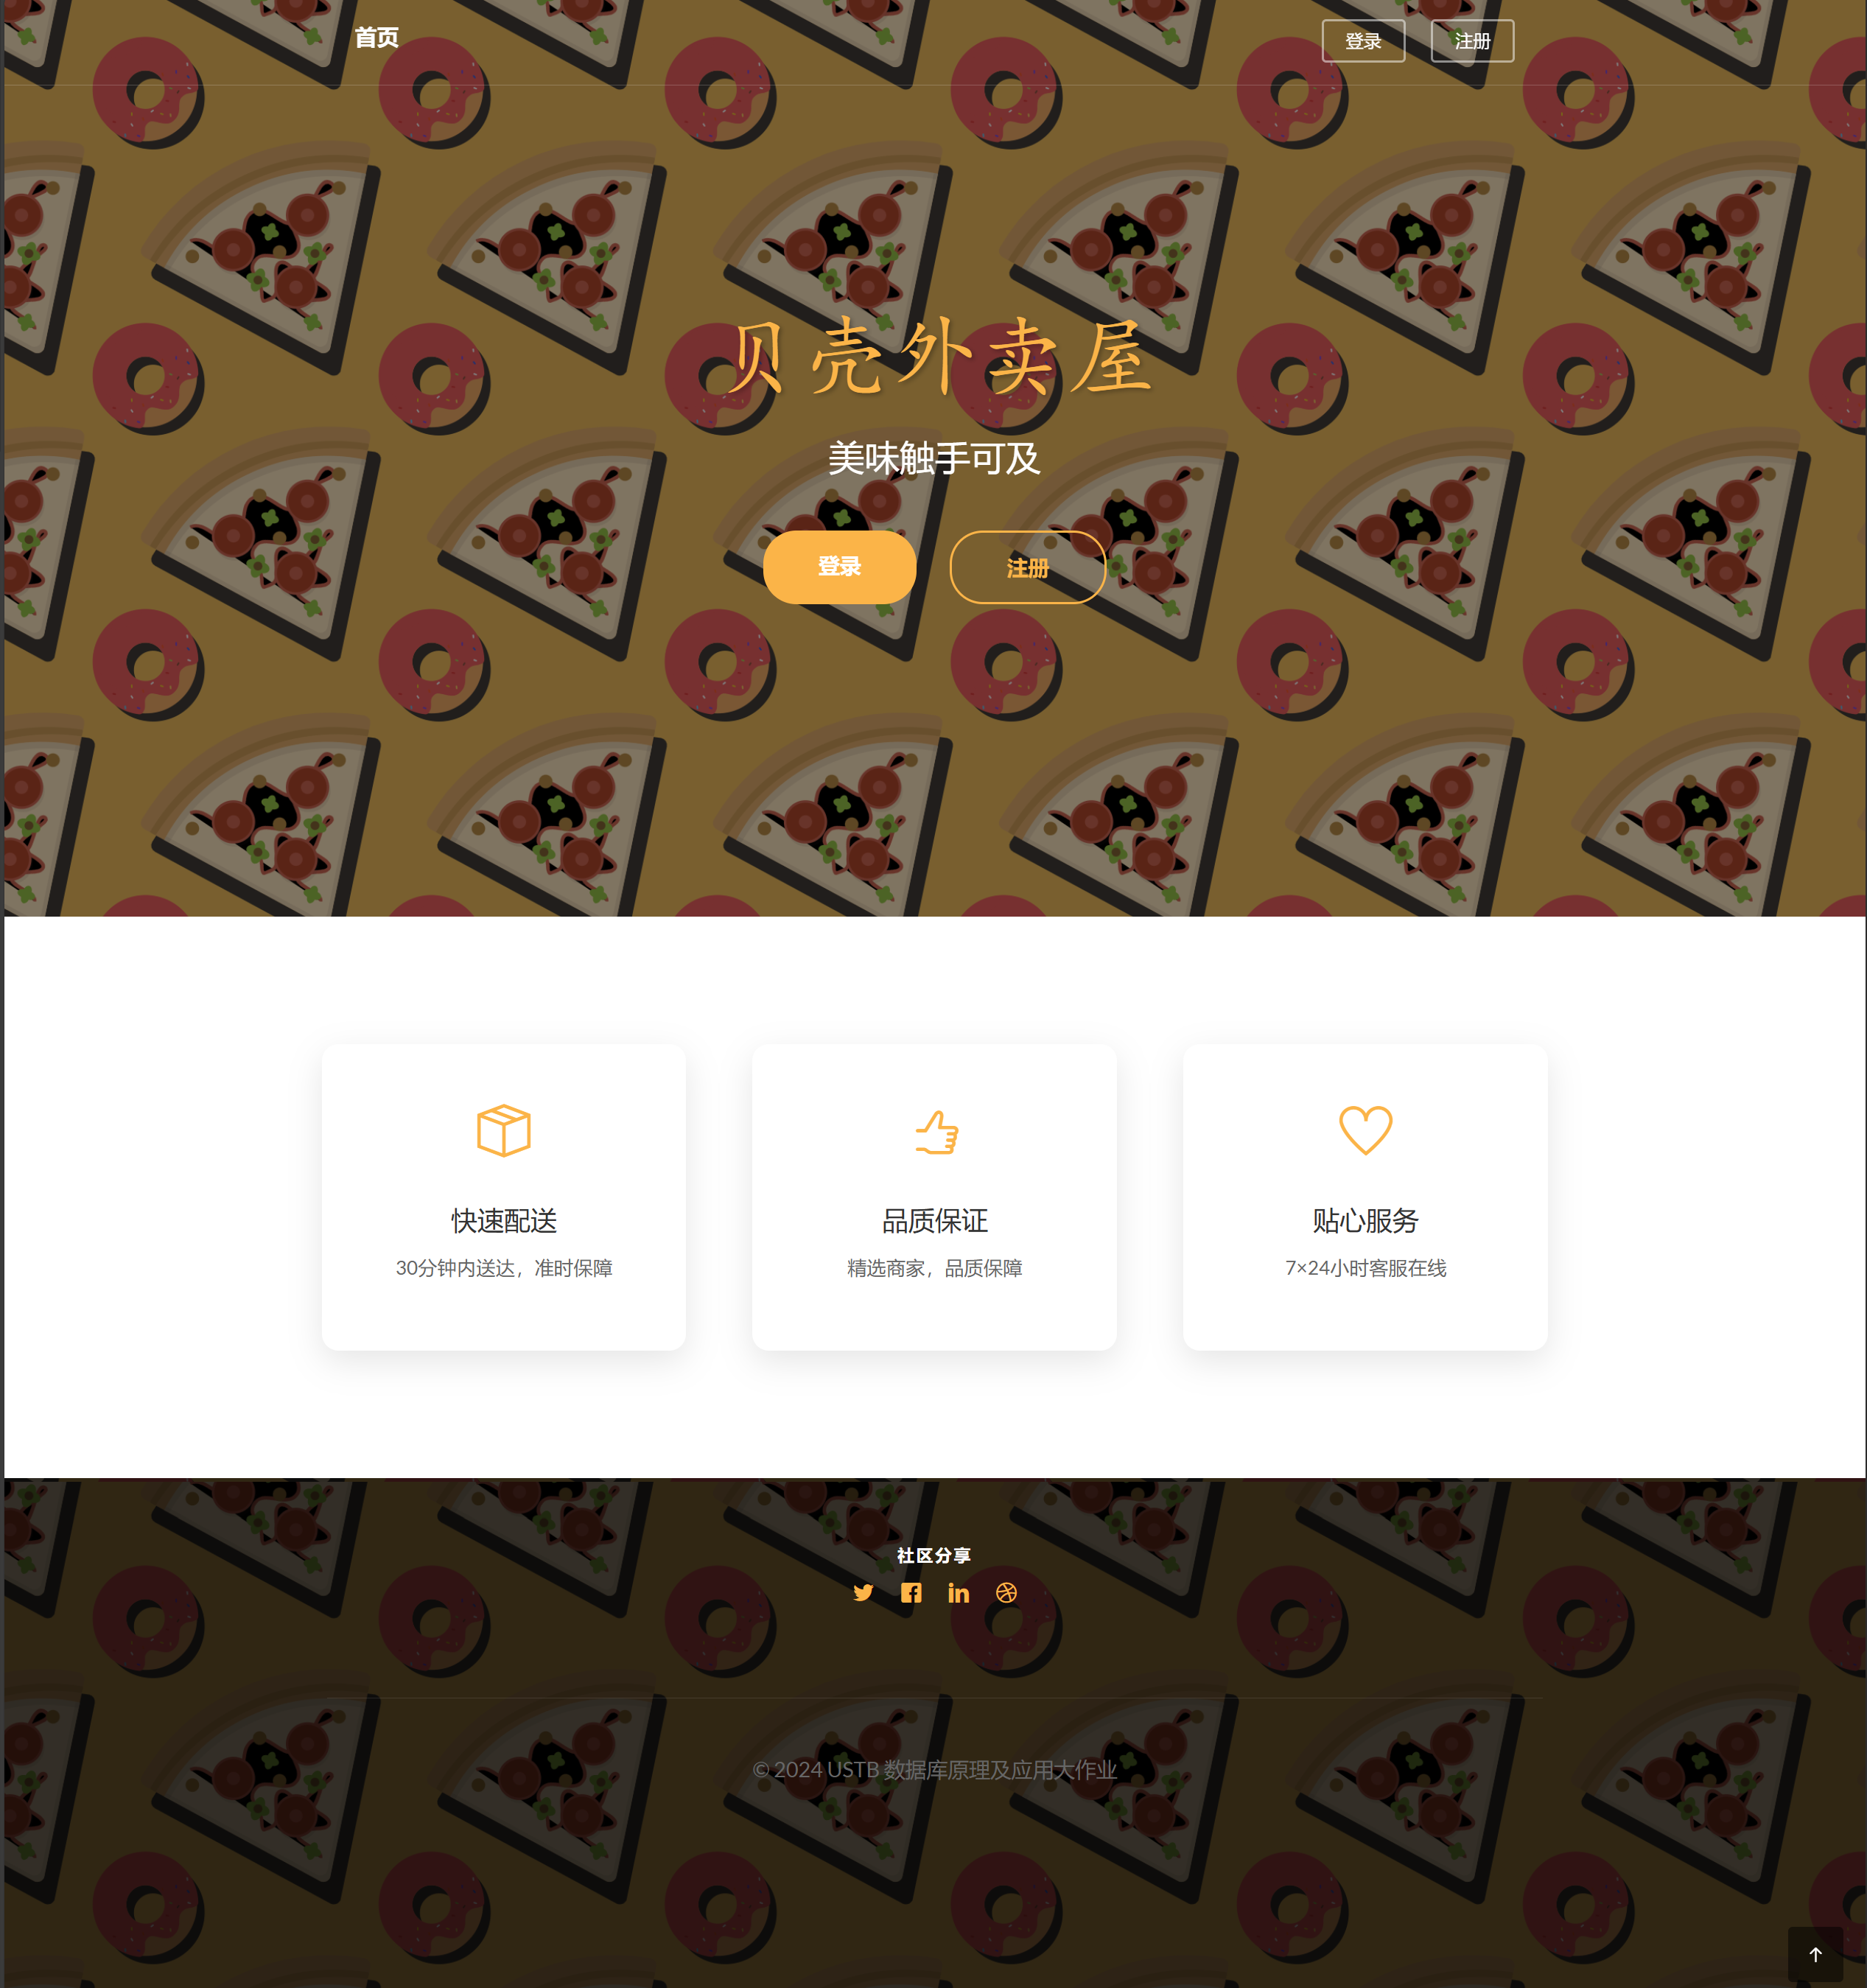 首页
登录
注册
贝壳外卖屋
美味触手可及
登录
注册
快速配送
30分钟内送达，准时保障
品质保证
精选商家，品质保障
贴心服务
7×24小时客服在线
社区分享
© 2024 USTB 数据库原理及应用大作业